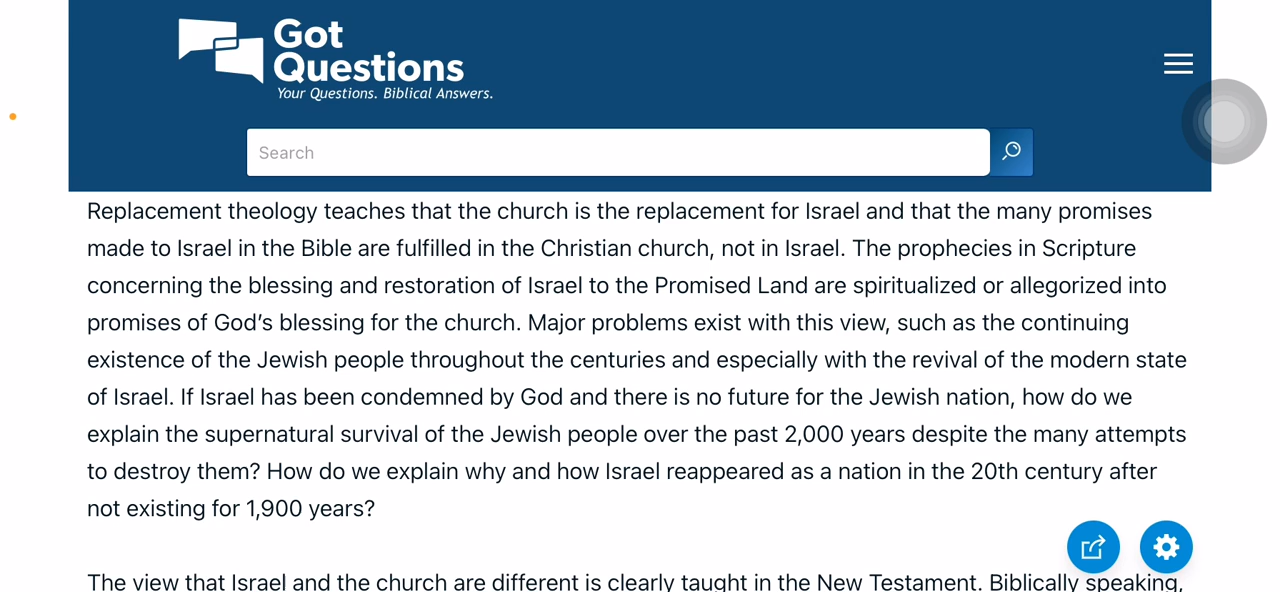 Got
Questions
Your Questions. Biblical Answers.
Search
Replacement theology teaches that the church is the replacement for Israel and that the many promises
made to Israel in the Bible are fulfilled in the Christian church, not in Israel. The prophecies in Scripture
concerning the blessing and restoration of Israel to the Promised Land are spiritualized or allegorized into
promises of God’s blessing for the church. Major problems exist with this view, such as the continuing
existence of the Jewish people throughout the centuries and especially with the revival of the modern state
of Israel. If Israel has been condemned by God and there is no future for the Jewish nation, how do we
explain the supernatural survival of the Jewish people over the past 2,000 years despite the many attempts
to destroy them? How do we explain why and how Israel reappeared as a nation in the 20th century after
not existing for 1,900 years?
The view that Israel and the church are different is clearly taught in the New Testament. Biblically speaking,